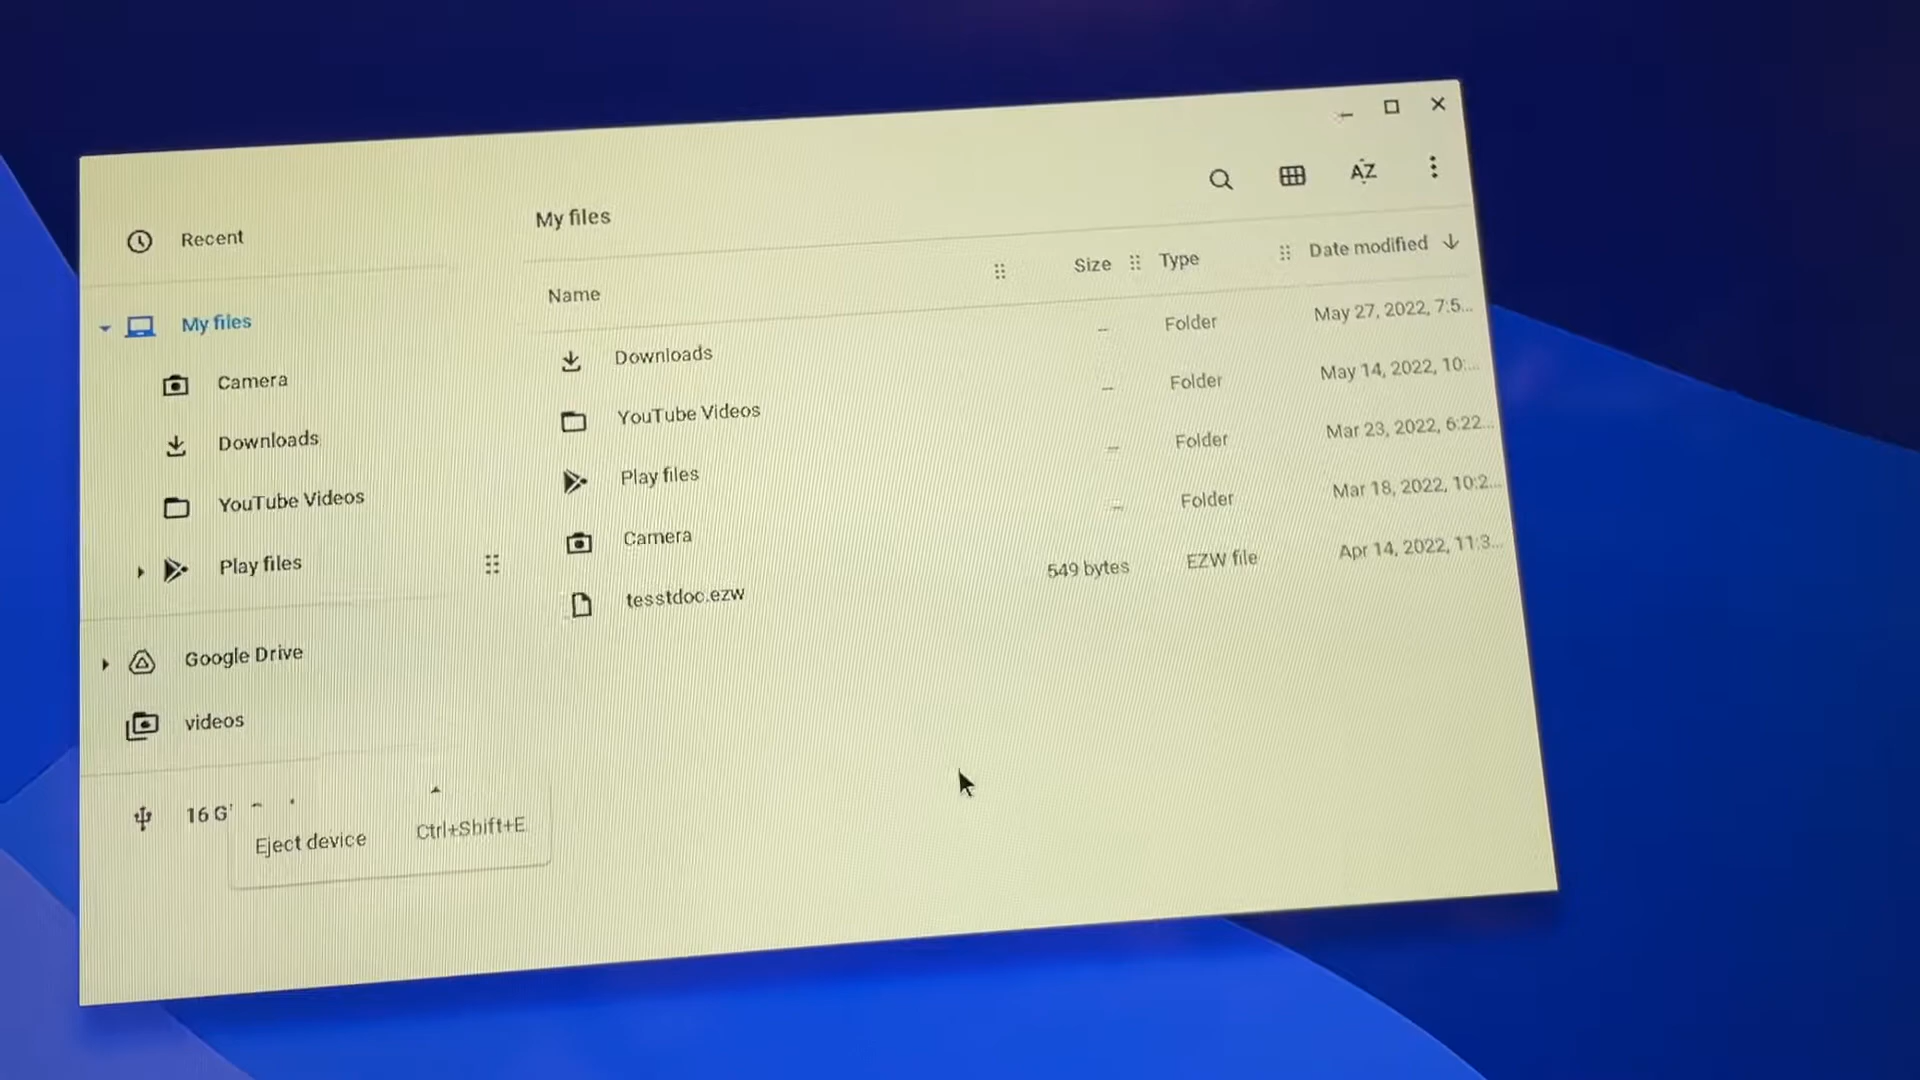 Recent
My files
Camera
Downloads
YouTube Videos
Play files
Google Drive
videos
16 G
Eject device Ctrl+Shift+E
My files
AZ
Name Size Type Date modified
Downloads – Folder May 27, 2022, 7:5...
YouTube Videos – Folder May 14, 2022, 10:...
Play files – Folder Mar 23, 2022, 6:22...
Camera – Folder Mar 18, 2022, 10:2...
tesstdoc.ezw 549 bytes EZW file Apr 14, 2022, 11:3...